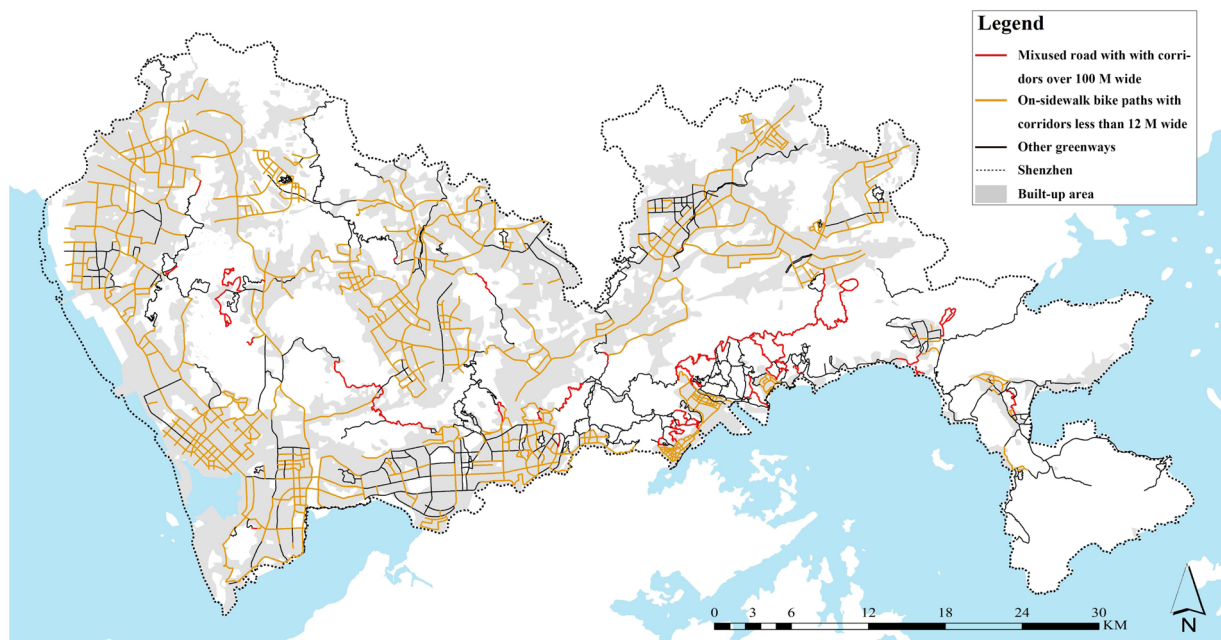 Legend
Mixused road with with corri-
dors over 100 M wide
On-sidewalk bike paths with
corridors less than 12 M wide
Other greenways
Shenzhen
Built-up area
0 3 6 12 18 24 30
KM
N